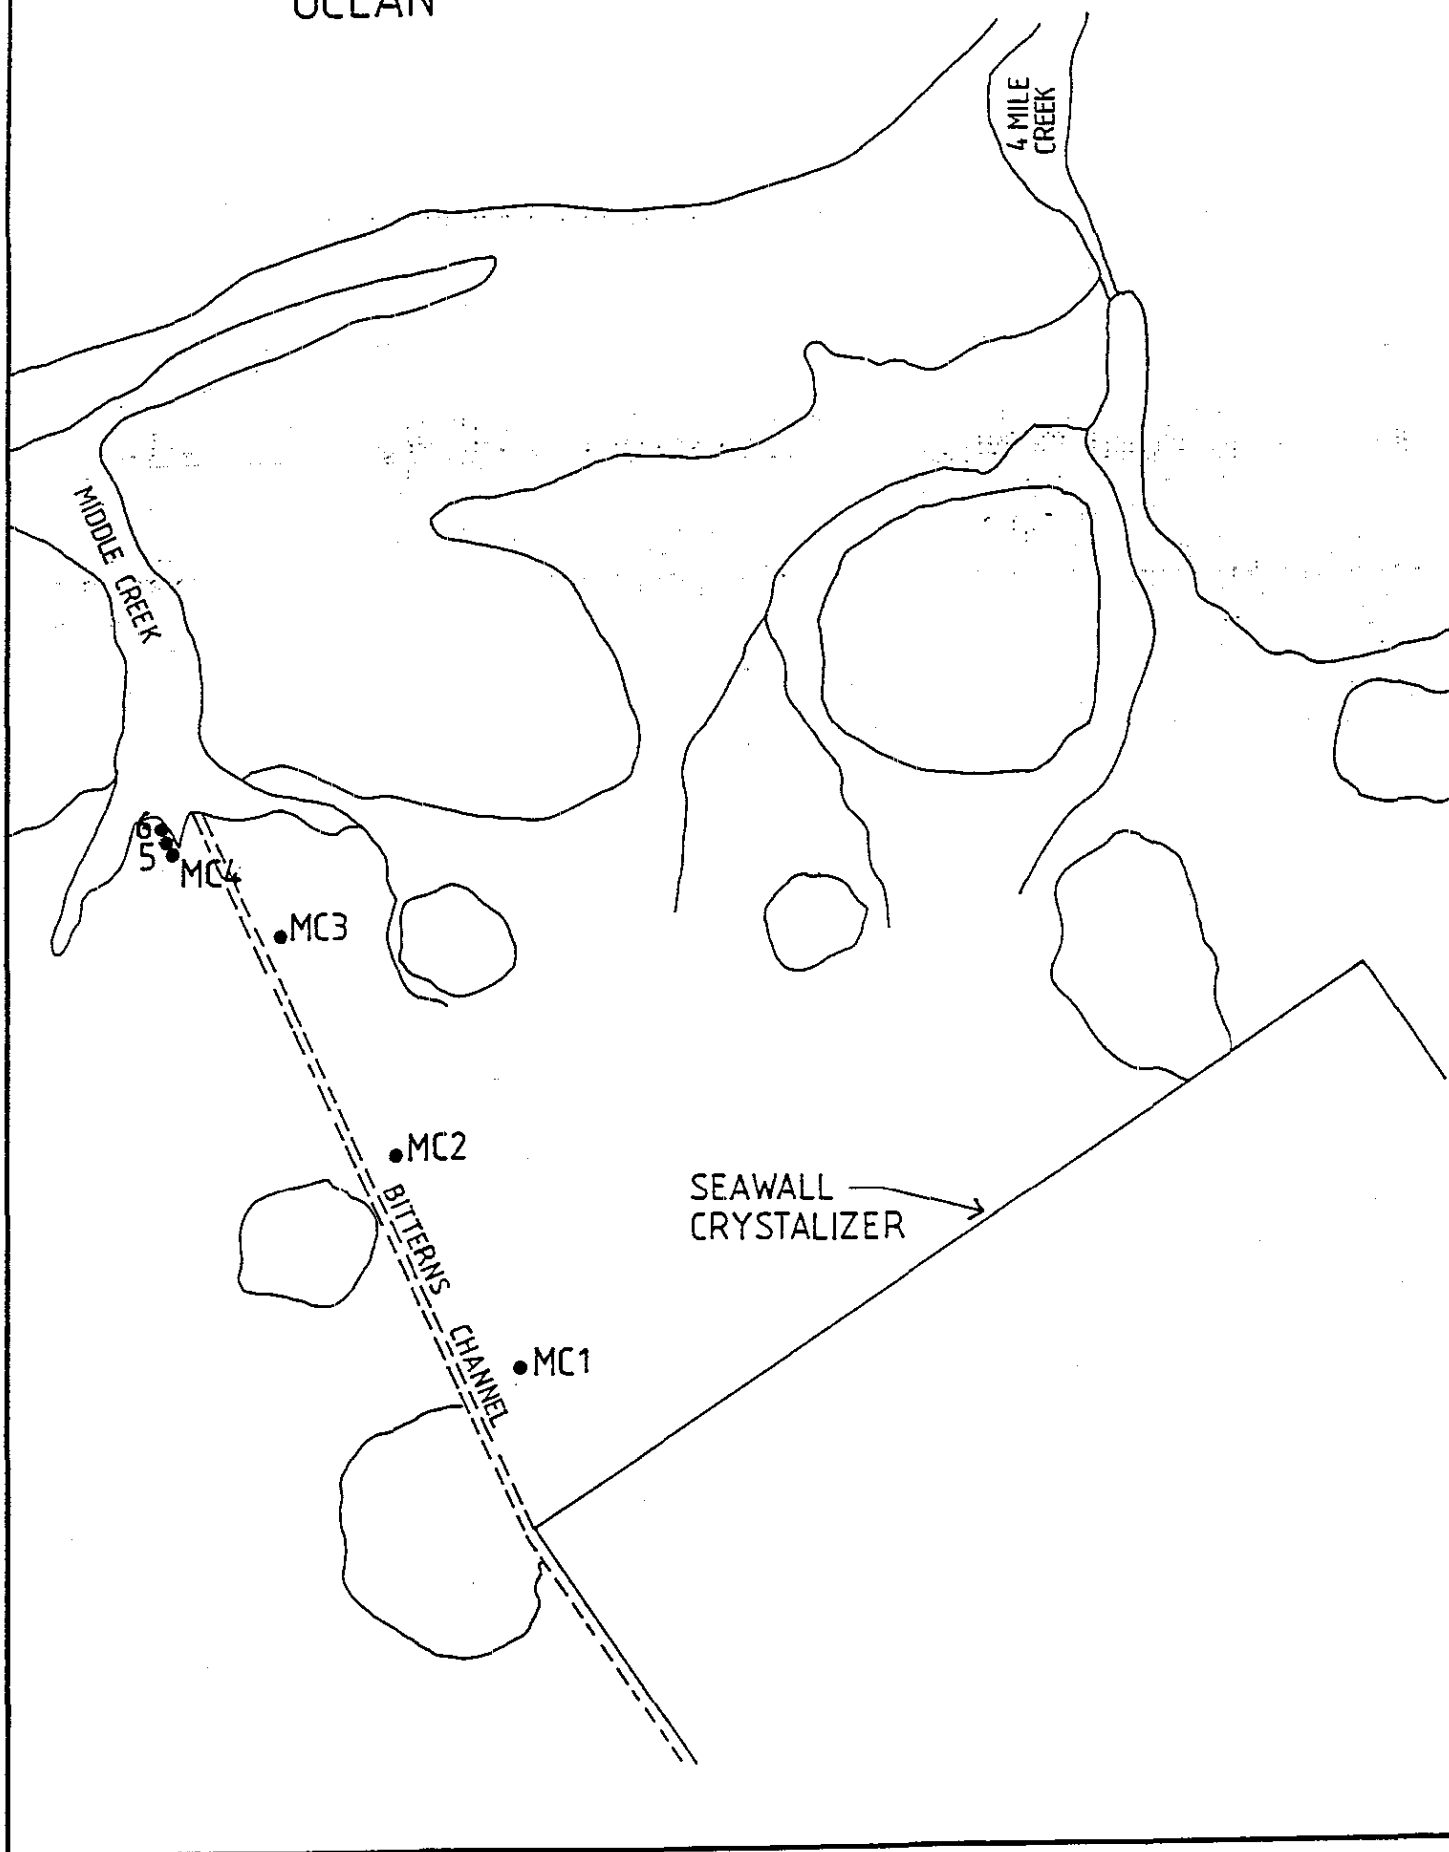 OCEAN
4 MILE
CREEK
MIDDLE CREEK
6
5
MC4
MC3
MC2
BITTERNS CHANNEL
SEAWALL
CRYSTALIZER
MC1